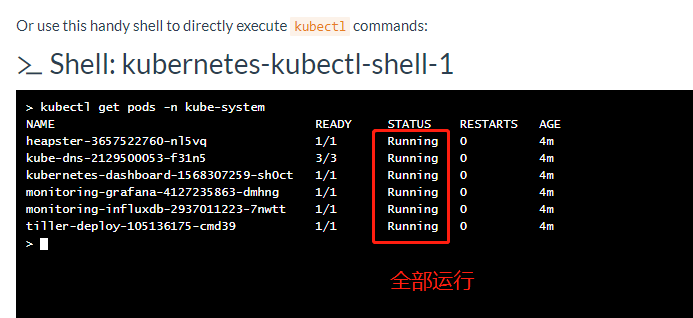 Or use this handy shell to directly execute kubectl commands:
>_ Shell: kubernetes-kubectl-shell-1
> kubectl get pods -n kube-system
NAME READY STATUS RESTARTS AGE
heapster-3657522760-nl5vq 1/1 Running 0 4m
kube-dns-2129500053-f31n5 3/3 Running 0 4m
kubernetes-dashboard-1568307259-sh0ct 1/1 Running 0 4m
monitoring-grafana-4127235863-dmhng 1/1 Running 0 4m
monitoring-influxdb-2937011223-7nwtt 1/1 Running 0 4m
tiller-deploy-105136175-cmd39 1/1 Running 0 4m
>
全部运行